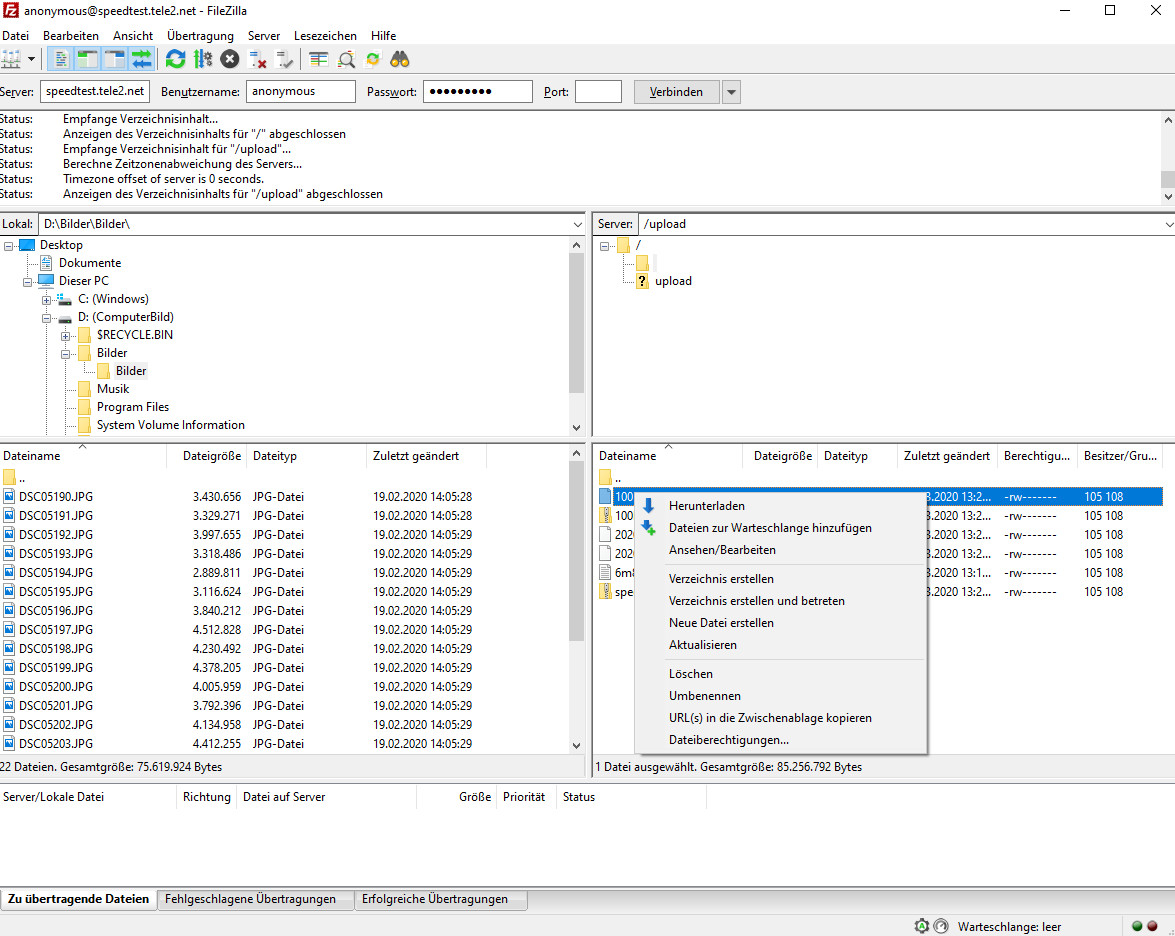 anonymous@speedtest.tele2.net - FileZilla
Datei Bearbeiten Ansicht Übertragung Server Lesezeichen Hilfe
Server: speedtest.tele2.net Benutzername: anonymous Passwort: ●●●●●●●●● Port: Verbinden
Status: Empfange Verzeichnisinhalt...
Status: Anzeigen des Verzeichnisinhalts für "/" abgeschlossen
Status: Empfange Verzeichnisinhalt für "/upload"...
Status: Berechne Zeitzonenabweichung des Servers...
Status: Timezone offset of server is 0 seconds.
Status: Anzeigen des Verzeichnisinhalts für "/upload" abgeschlossen
Lokal: D:\Bilder\Bilder\
Desktop
Dokumente
Dieser PC
C: (Windows)
D: (ComputerBild)
$RECYCLE.BIN
Bilder
Bilder
Musik
Program Files
System Volume Information
Server: /upload
/
? upload
Dateiname Dateigröße Dateityp Zuletzt geändert
..
DSC05190.JPG 3.430.656 JPG-Datei 19.02.2020 14:05:28
DSC05191.JPG 3.329.271 JPG-Datei 19.02.2020 14:05:28
DSC05192.JPG 3.997.655 JPG-Datei 19.02.2020 14:05:28
DSC05193.JPG 3.318.486 JPG-Datei 19.02.2020 14:05:28
DSC05194.JPG 2.889.811 JPG-Datei 19.02.2020 14:05:28
DSC05195.JPG 3.116.624 JPG-Datei 19.02.2020 14:05:29
DSC05196.JPG 3.840.212 JPG-Datei 19.02.2020 14:05:29
DSC05197.JPG 4.512.828 JPG-Datei 19.02.2020 14:05:29
DSC05198.JPG 4.230.492 JPG-Datei 19.02.2020 14:05:29
DSC05199.JPG 4.378.205 JPG-Datei 19.02.2020 14:05:29
DSC05200.JPG 4.005.959 JPG-Datei 19.02.2020 14:05:29
DSC05201.JPG 3.792.396 JPG-Datei 19.02.2020 14:05:29
DSC05202.JPG 4.134.958 JPG-Datei 19.02.2020 14:05:29
DSC05203.JPG 4.412.255 JPG-Datei 19.02.2020 14:05:29
22 Dateien. Gesamtgröße: 75.619.924 Bytes
Dateiname Dateigröße Dateityp Zuletzt geändert Berechtigu... Besitzer/Gru...
..
100 3.2020 13:2... -rw------- 105 108
100 3.2020 13:2... -rw------- 105 108
202 3.2020 13:2... -rw------- 105 108
202 3.2020 13:2... -rw------- 105 108
6m 3.2020 13:1... -rw------- 105 108
spe 3.2020 13:2... -rw------- 105 108
Herunterladen
Dateien zur Warteschlange hinzufügen
Ansehen/Bearbeiten
Verzeichnis erstellen
Verzeichnis erstellen und betreten
Neue Datei erstellen
Aktualisieren
Löschen
Umbenennen
URL(s) in die Zwischenablage kopieren
Dateiberechtigungen...
1 Datei ausgewählt. Gesamtgröße: 85.256.792 Bytes
Server/Lokale Datei Richtung Datei auf Server Größe Priorität Status
Zu übertragende Dateien Fehlgeschlagene Übertragungen Erfolgreiche Übertragungen
Warteschlange: leer